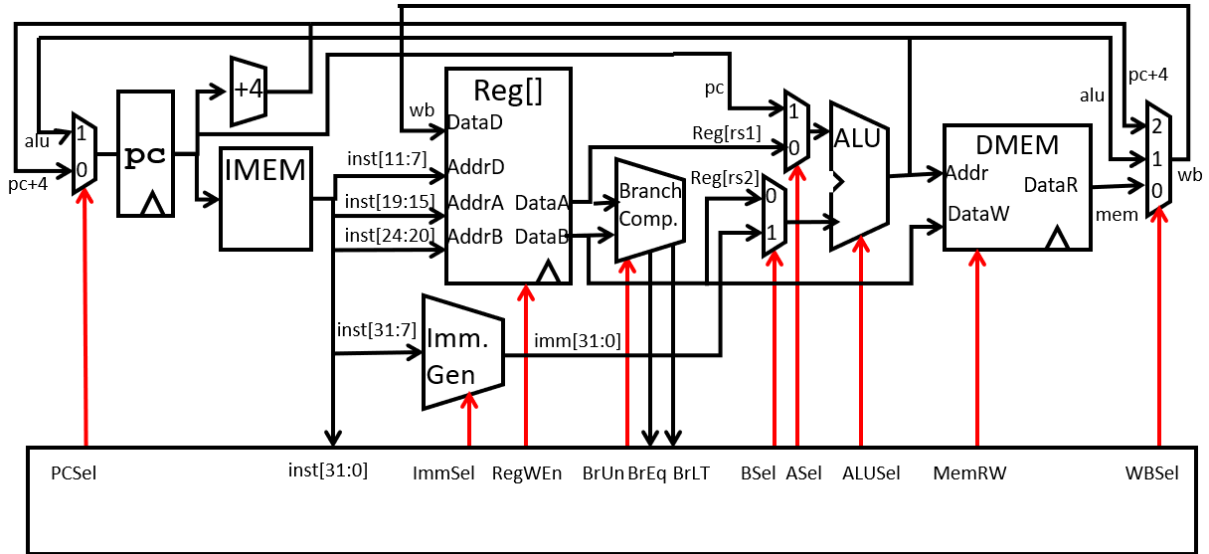 pc+4
alu
pc
wb
alu
pc+4
1
0
pc
+4
IMEM
inst[11:7]
inst[19:15]
inst[24:20]
Reg[]
DataD
AddrD
AddrA
AddrB
DataA
DataB
Branch
Comp.
Reg[rs1]
Reg[rs2]
1
0
0
1
ALU
DMEM
Addr
DataR
DataW
mem
2
1
0
wb
inst[31:7]
Imm.
Gen
imm[31:0]
PCSel
inst[31:0]
ImmSel
RegWEn
BrUn
BrEq
BrLT
BSel
ASel
ALUSel
MemRW
WBSel